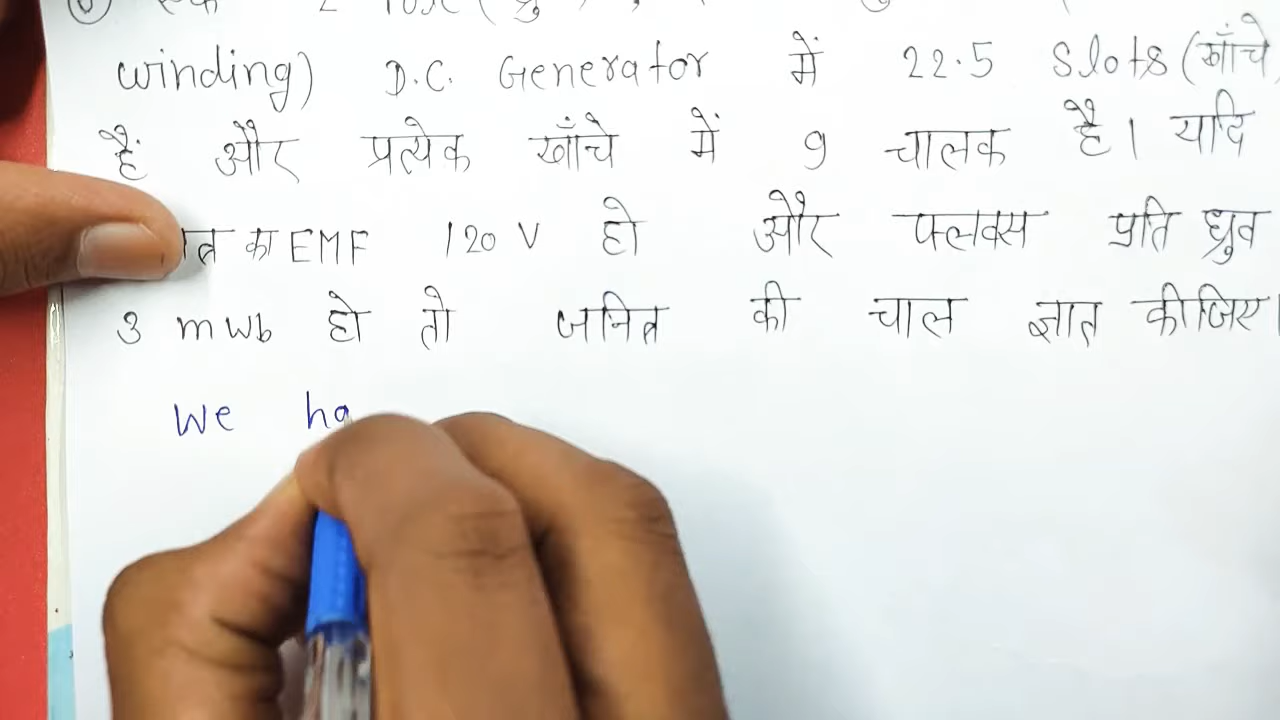 winding) D.C. Generator में 22.5 Slots (खाँचे
हैं और प्रत्येक खाँचे में 9 चालक है। यदि
का EMF 120 V हो और फ्लक्स प्रति ध्रुव
3 mwb हो तो जनित्र की चाल ज्ञात कीजिए।
We ha